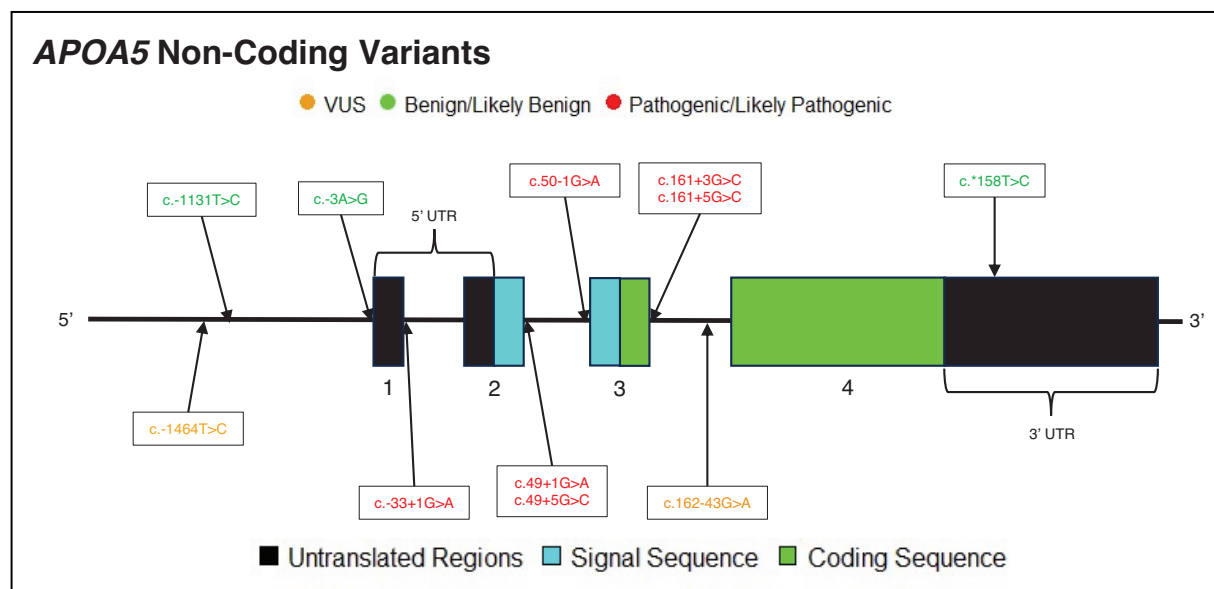 APOA5 Non-Coding Variants
VUS Benign/Likely Benign Pathogenic/Likely Pathogenic
c.-1131T>C
c.-3A>G
5' UTR
c.50-1G>A
c.161+3G>C
c.161+5G>C
c.*158T>C
5'
3'
1
2
3
4
c.-1464T>C
3' UTR
c.-33+1G>A
c.49+1G>A
c.49+5G>C
c.162-43G>A
Untranslated Regions Signal Sequence Coding Sequence